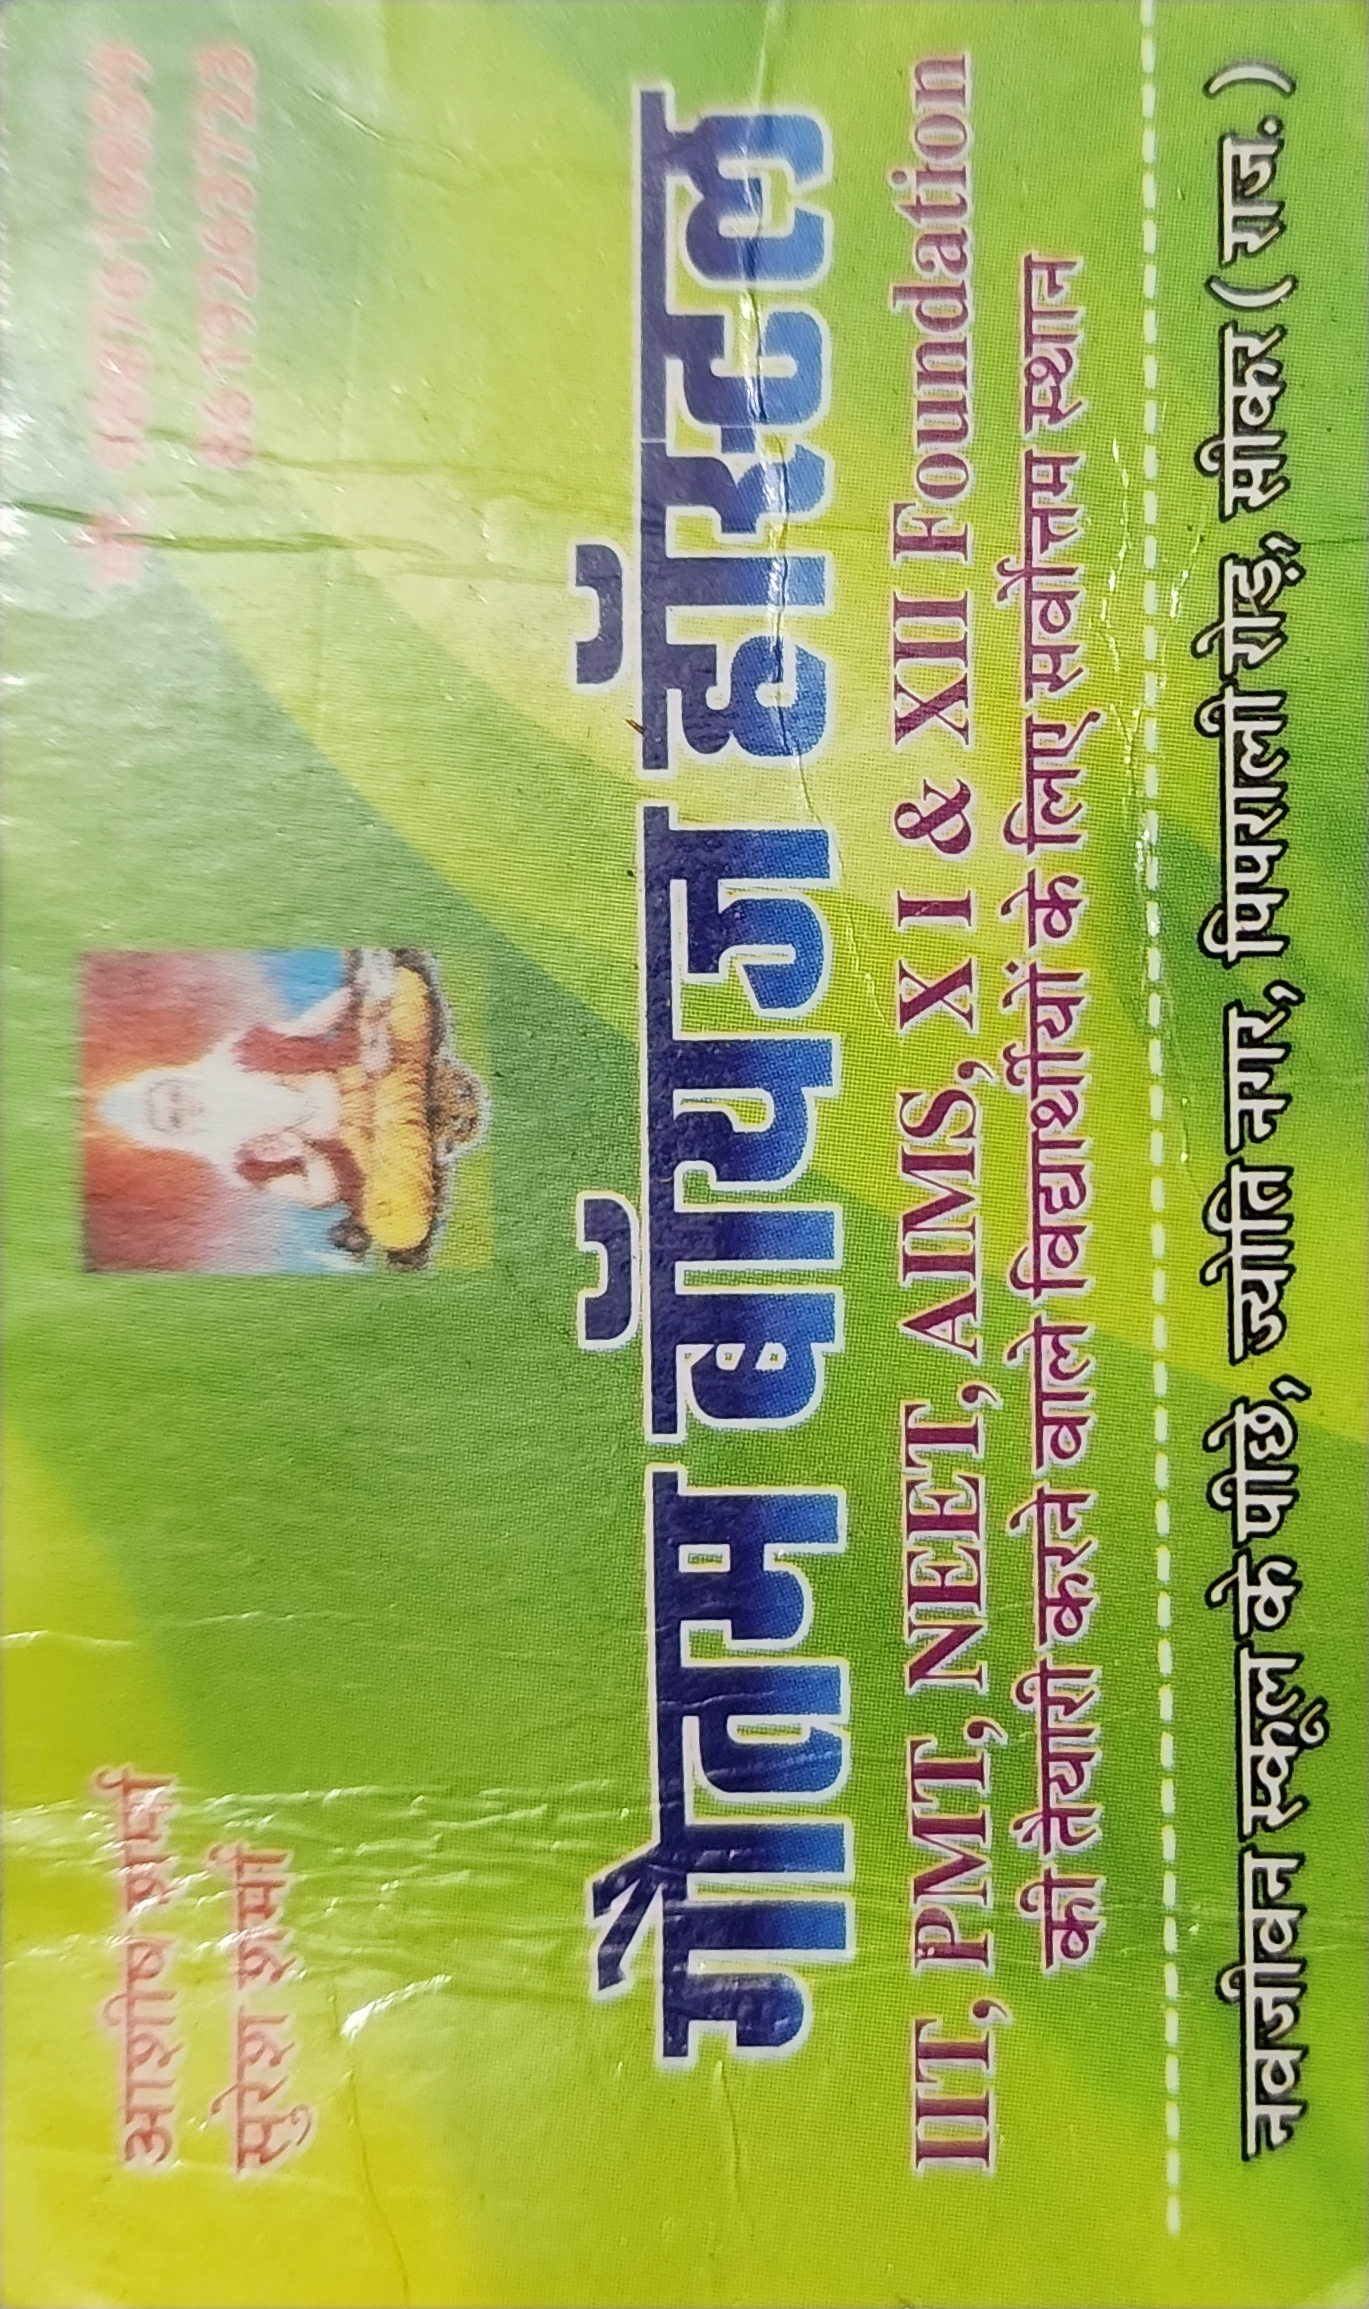 आशीष शर्मा
सुरेश शर्मा
मो.
8619263723
गौतम बॉयज हॉस्टल
IIT, PMT, NEET, AIMS, X I & XII Foundation
की तैयारी करने वाले विद्यार्थीयों के लिए सर्वोत्तम स्थान
नवजीवन स्कूल के पीछे, ज्योति नगर, पिपराली रोड़, सीकर ( राज. )